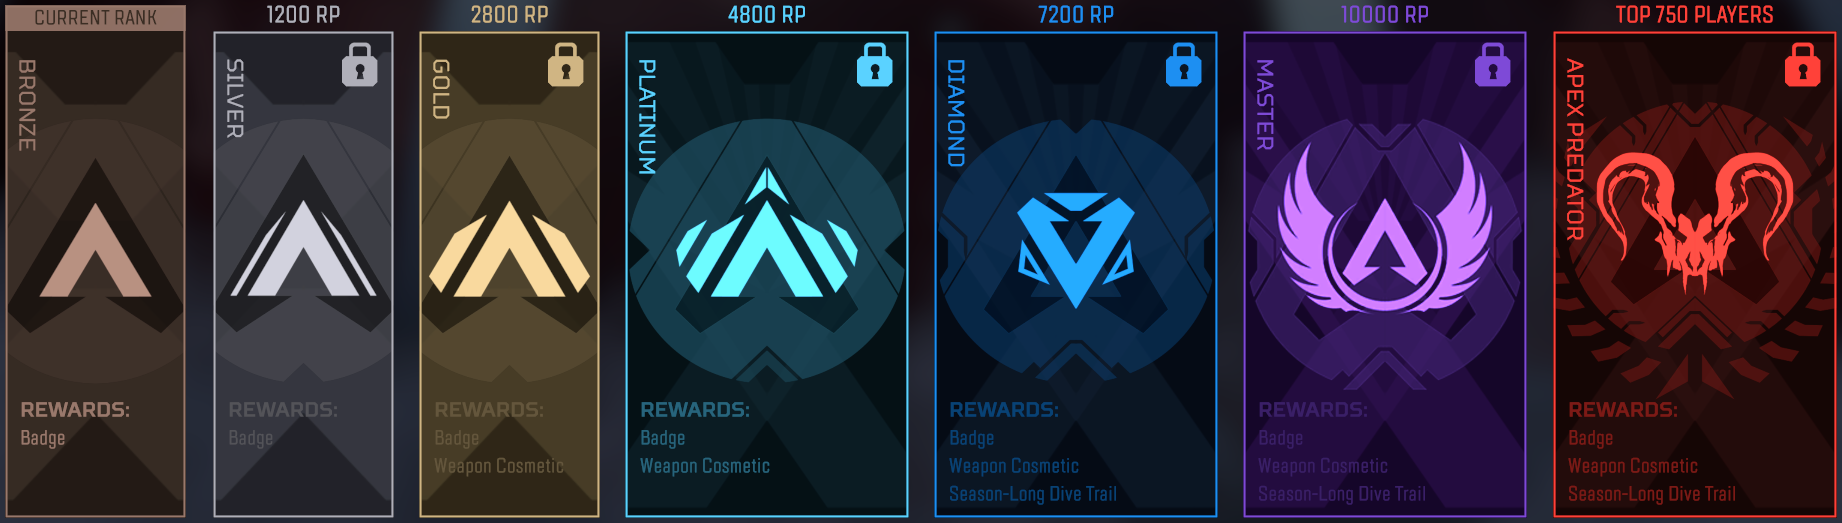 CURRENT RANK
BRONZE
REWARDS:
Badge
1200 RP
SILVER
REWARDS:
Badge
2800 RP
GOLD
REWARDS:
Badge
Weapon Cosmetic
4800 RP
PLATINUM
REWARDS:
Badge
Weapon Cosmetic
7200 RP
DIAMOND
REWARDS:
Badge
Weapon Cosmetic
Season-Long Dive Trail
10000 RP
MASTER
REWARDS:
Badge
Weapon Cosmetic
Season-Long Dive Trail
TOP 750 PLAYERS
APEX PREDATOR
REWARDS:
Badge
Weapon Cosmetic
Season-Long Dive Trail